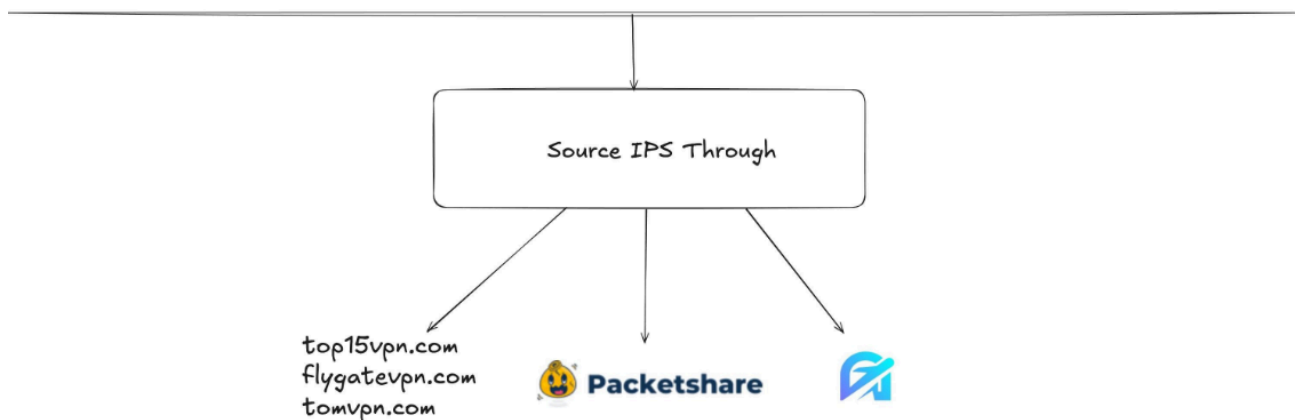 Source IPS Through
top15vpn.com
flygatevpn.com
tomvpn.com
Packetshare